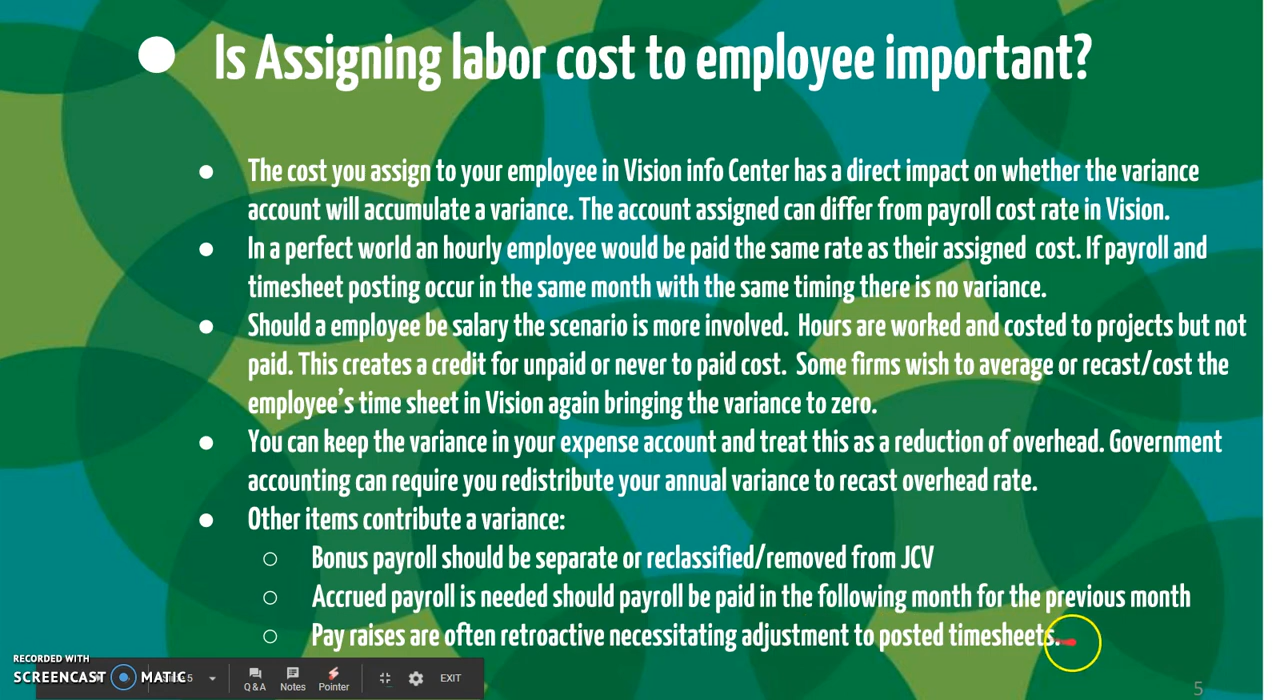 ● Is Assigning labor cost to employee important?
● The cost you assign to your employee in Vision info Center has a direct impact on whether the variance
account will accumulate a variance. The account assigned can differ from payroll cost rate in Vision.
● In a perfect world an hourly employee would be paid the same rate as their assigned cost. If payroll and
timesheet posting occur in the same month with the same timing there is no variance.
● Should a employee be salary the scenario is more involved. Hours are worked and costed to projects but not
paid. This creates a credit for unpaid or never to paid cost. Some firms wish to average or recast/cost the
employee's time sheet in Vision again bringing the variance to zero.
● You can keep the variance in your expense account and treat this as a reduction of overhead. Government
accounting can require you redistribute your annual variance to recast overhead rate.
● Other items contribute a variance:
○ Bonus payroll should be separate or reclassified/removed from JCV
○ Accrued payroll is needed should payroll be paid in the following month for the previous month
○ Pay raises are often retroactive necessitating adjustment to posted timesheets.
RECORDED WITH
SCREENCAST MATIC
Q&A Notes Pointer EXIT
5